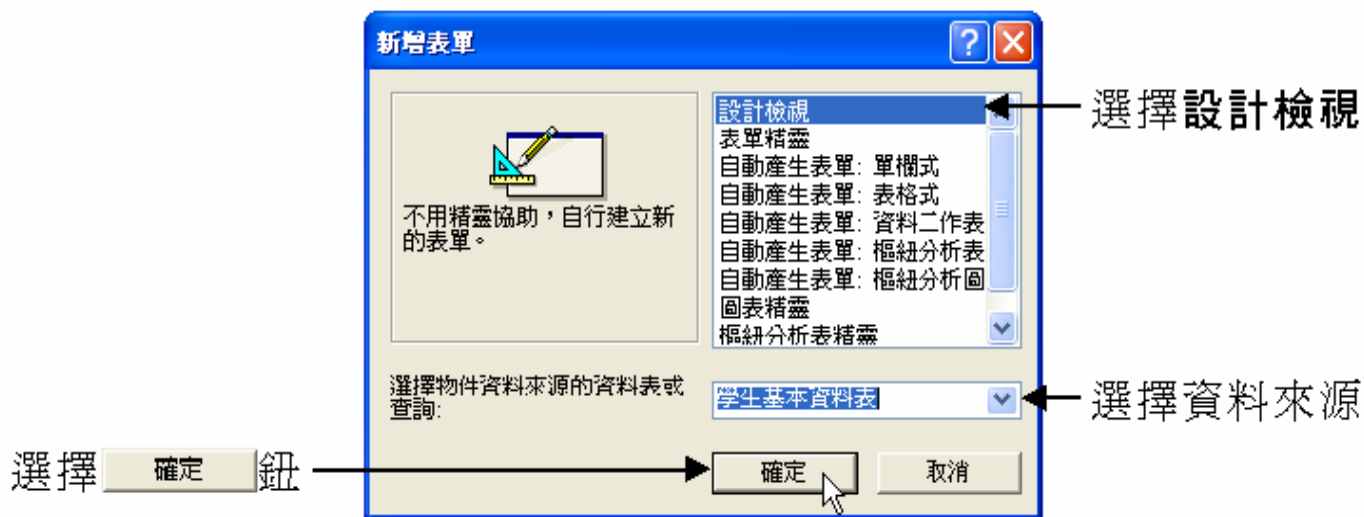 新增表單
設計檢視
表單精靈
自動產生表單: 單欄式
自動產生表單: 表格式
自動產生表單: 資料工作表
自動產生表單: 樞紐分析表
自動產生表單: 樞紐分析圖
圖表精靈
樞紐分析表精靈
不用精靈協助，自行建立新
的表單。
選擇設計檢視
選擇物件資料來源的資料表或
查詢:
學生基本資料表
選擇資料來源
選擇 確定 鈕
確定
取消